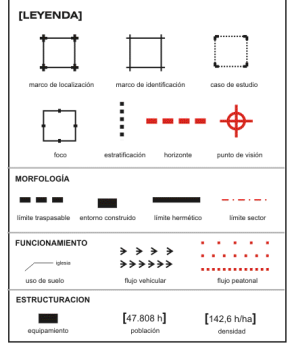 [LEYENDA]
marco de localización marco de identificación caso de estudio
foco estratificación horizonte punto de visión
MORFOLOGÍA
límite traspasable entorno construido límite hermético límite sector
FUNCIONAMIENTO
iglesia
uso de suelo flujo vehicular flujo peatonal
ESTRUCTURACION
[47.808 h] [142,6 h/ha]
equipamiento población densidad